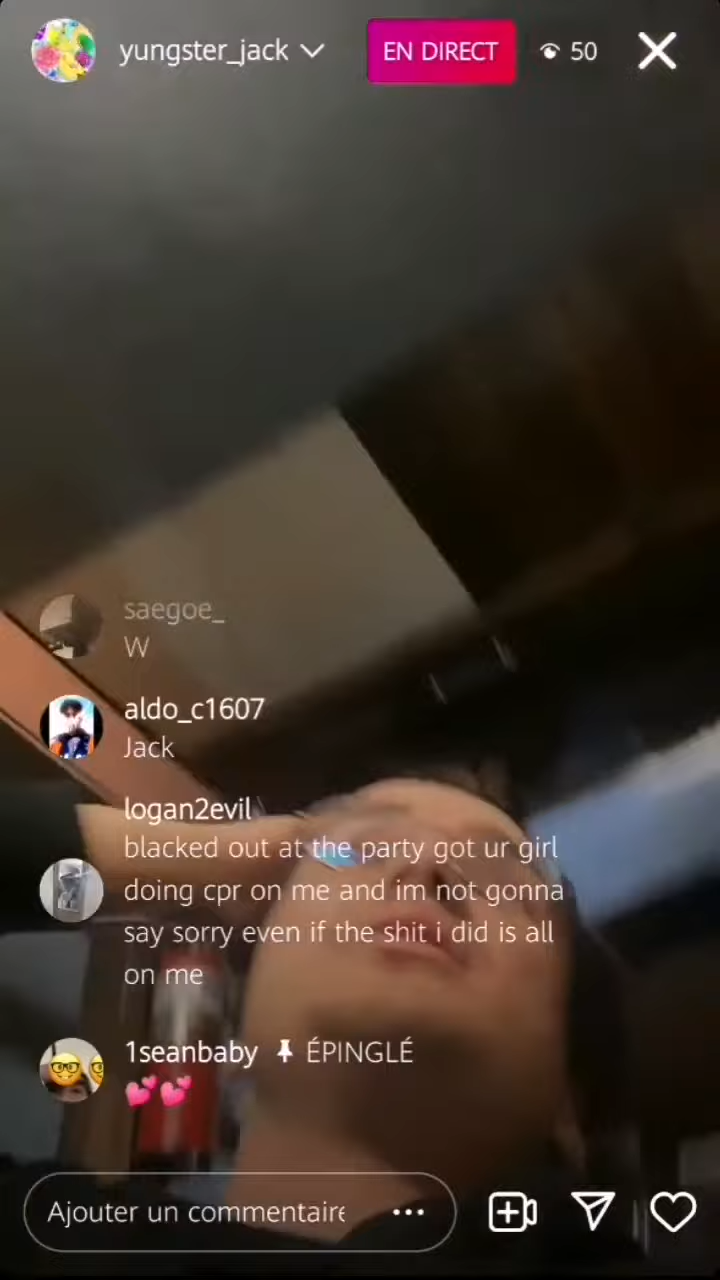 yungster_jack EN DIRECT 50
saegoe_
W
aldo_c1607
Jack
logan2evil
blacked out at the party got ur girl
doing cpr on me and im not gonna
say sorry even if the shit i did is all
on me
1seanbaby ÉPINGLÉ
💕💕
Ajouter un commentaire